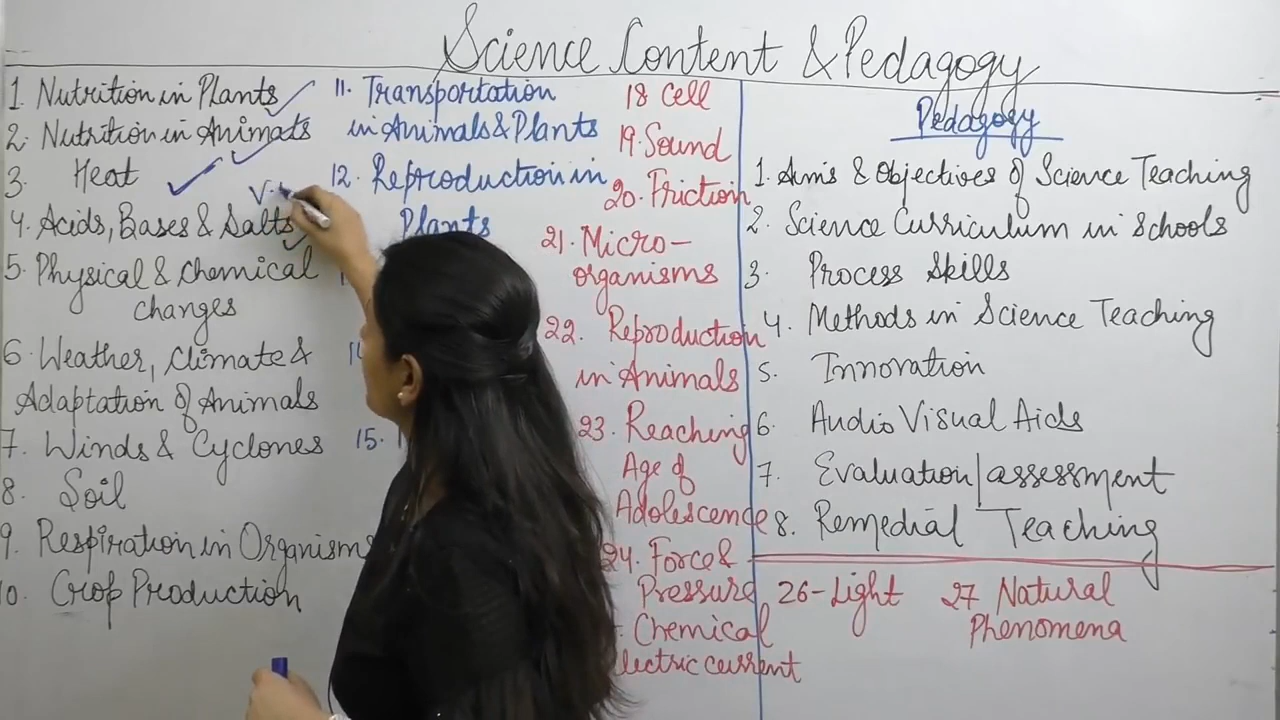 Science Content & Pedagogy
1. Nutrition in Plants
2. Nutrition in Animals
3. Heat
4. Acids, Bases & Salts
5. Physical & Chemical
changes
6. Weather, Climate &
Adaptation of Animals
7. Winds & Cyclones
8. Soil
9. Respiration in Organisms
10. Crop Production
11. Transportation
in Animals & Plants
12. Reproduction in
Plants
15.
18 Cell
19. Sound
20. Friction
21. Micro-
organisms
22. Reproduction
in Animals
23. Reaching
Age of
Adolescence
24. Force &
Pressure
Chemical
lectric current
Pedagogy
1. Aims & Objectives of Science Teaching
2. Science Curriculum in Schools
3. Process Skills
4. Methods in Science Teaching
5. Innovation
6. Audio Visual Aids
7. Evaluation/assessment
8. Remedial Teaching
26-Light
27 Natural
Phenomena